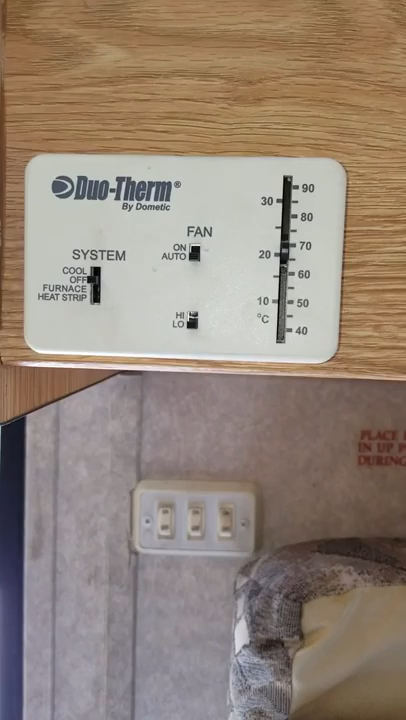 Duo-Therm®
By Dometic
SYSTEM
COOL
OFF
FURNACE
HEAT STRIP
FAN
ON
AUTO
HI
LO
90
30
80
70
20
60
10
50
°C
40
PLACE
IN UP P
DURING